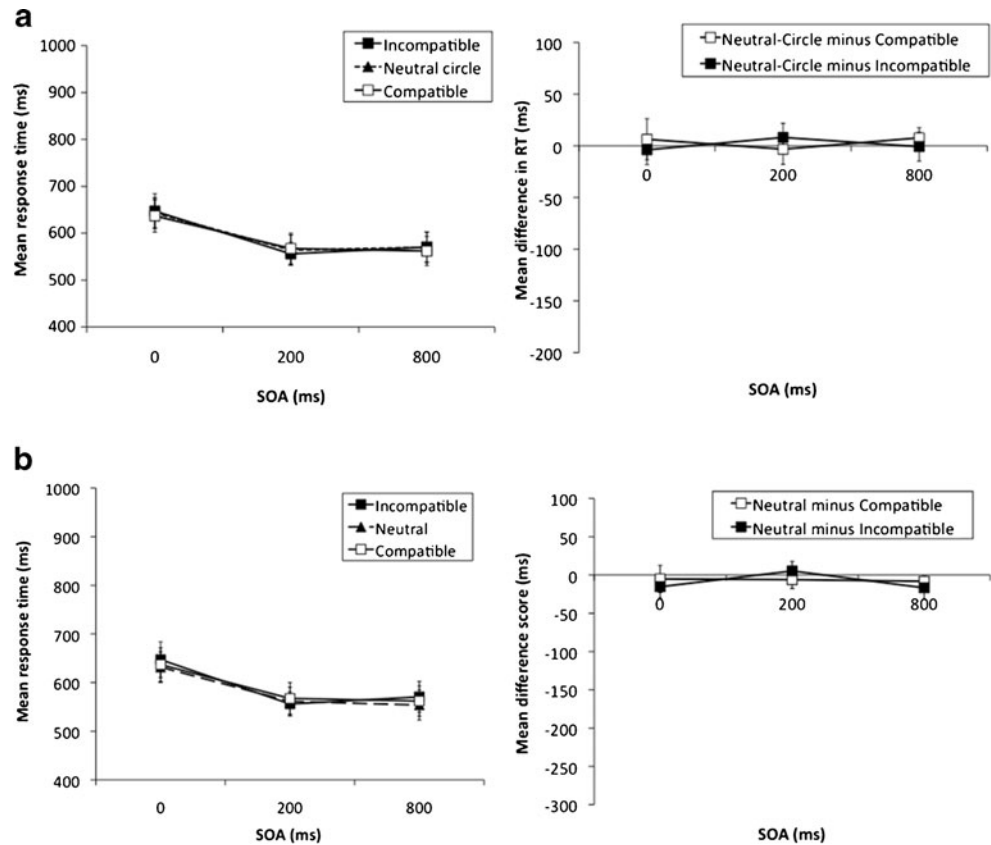 a
Mean response time (ms)
1000
900
800
700
600
500
400
0 200 800
SOA (ms)
Incompatible
Neutral circle
Compatible
Mean difference in RT (ms)
100
50
0
-50
-100
-150
-200
0 200 800
SOA (ms)
Neutral-Circle minus Compatible
Neutral-Circle minus Incompatible
b
Mean response time (ms)
1000
900
800
700
600
500
400
0 200 800
SOA (ms)
Incompatible
Neutral
Compatible
Mean difference score (ms)
100
50
0
-50
-100
-150
-200
-250
-300
0 200 800
SOA (ms)
Neutral minus Compatible
Neutral minus Incompatible